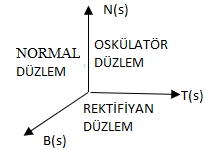 N(s)
NORMAL
DÜZLEM
OSKÜLATÖR
DÜZLEM
T(s)
REKTİFİYAN
DÜZLEM
B(s)